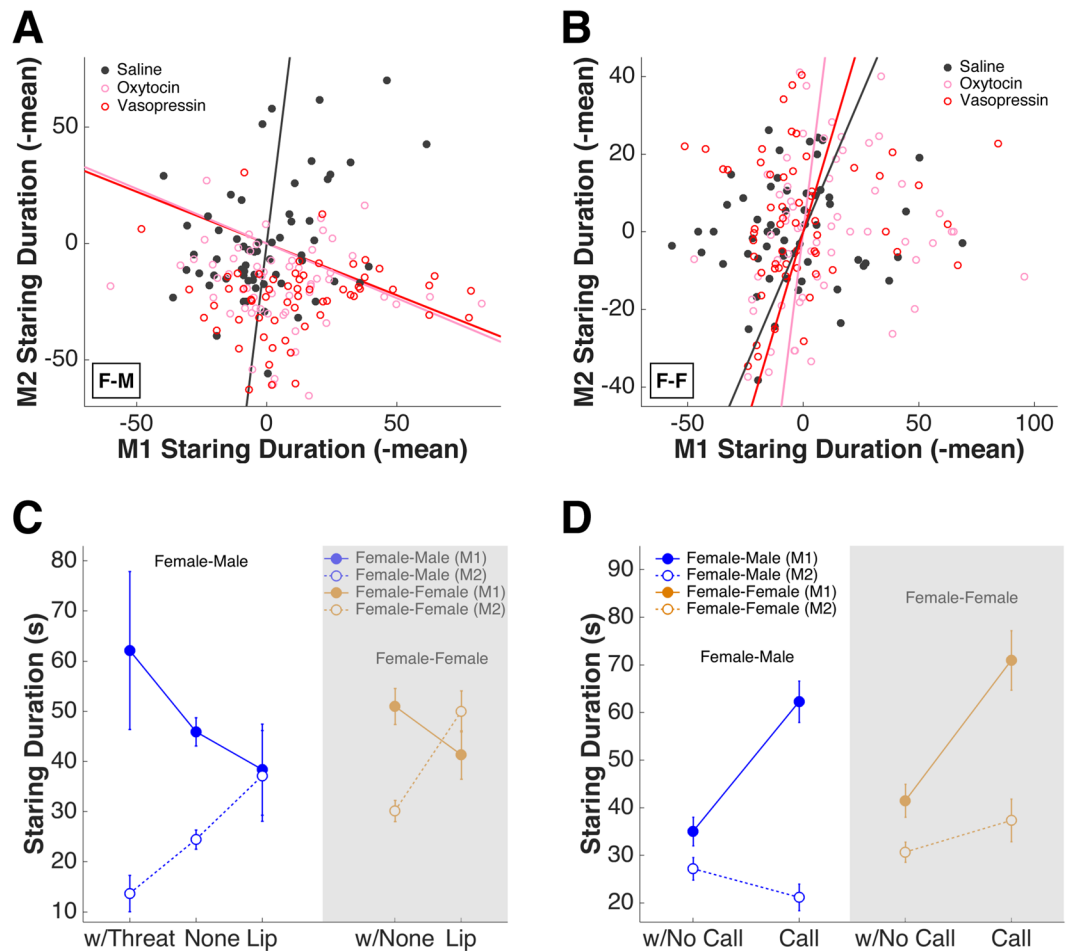 A
Saline
Oxytocin
Vasopressin
M2 Staring Duration (-mean)
50
0
-50
F-M
-50 0 50
M1 Staring Duration (-mean)
B
Saline
Oxytocin
Vasopressin
M2 Staring Duration (-mean)
40
20
0
-20
-40
F-F
-50 0 50 100
M1 Staring Duration (-mean)
C
Staring Duration (s)
80
70
60
50
40
30
20
10
Female-Male
Female-Male (M1)
Female-Male (M2)
Female-Female (M1)
Female-Female (M2)
Female-Female
w/Threat None Lip w/None Lip
D
Staring Duration (s)
90
80
70
60
50
40
30
20
Female-Male (M1)
Female-Male (M2)
Female-Female (M1)
Female-Female (M2)
Female-Male
Female-Female
w/No Call Call w/No Call Call